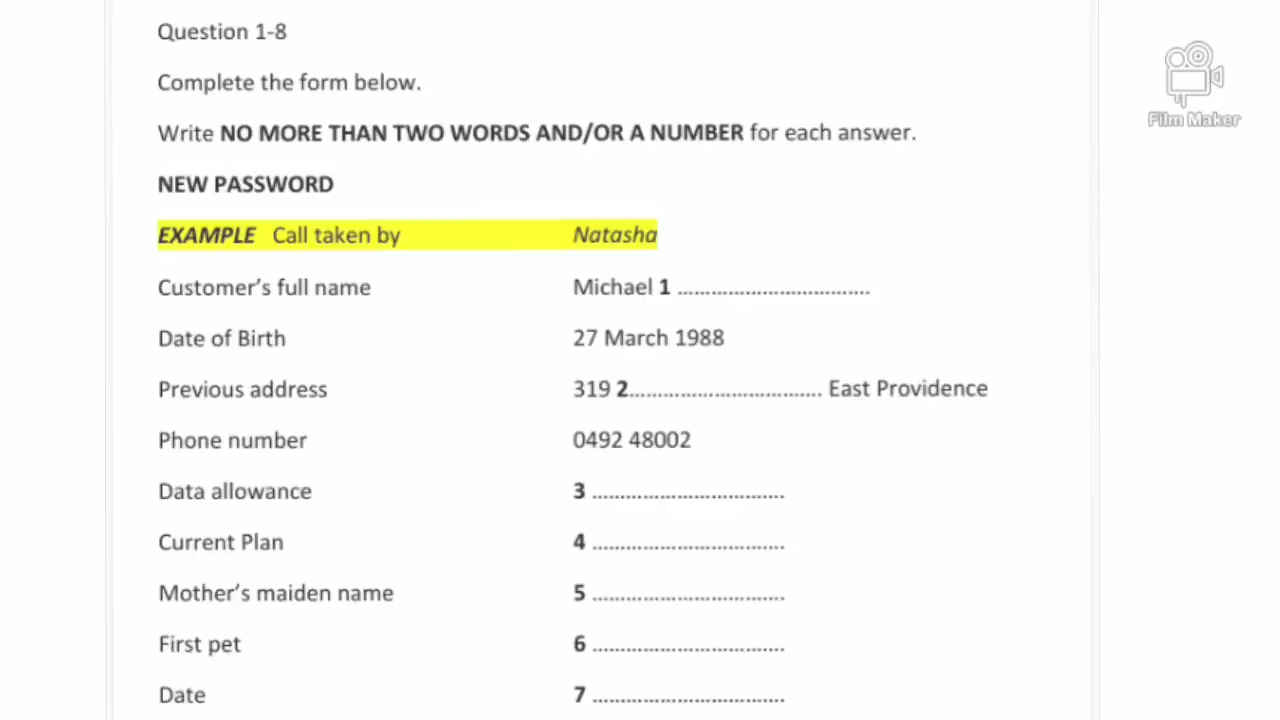 Question 1-8
Complete the form below.
Write NO MORE THAN TWO WORDS AND/OR A NUMBER for each answer.
NEW PASSWORD
EXAMPLE Call taken by Natasha
Customer’s full name Michael 1 ……………………………
Date of Birth 27 March 1988
Previous address 319 2…………………………… East Providence
Phone number 0492 48002
Data allowance 3 ……………………………
Current Plan 4 ……………………………
Mother’s maiden name 5 ……………………………
First pet 6 ……………………………
Date 7 ……………………………
Film Maker